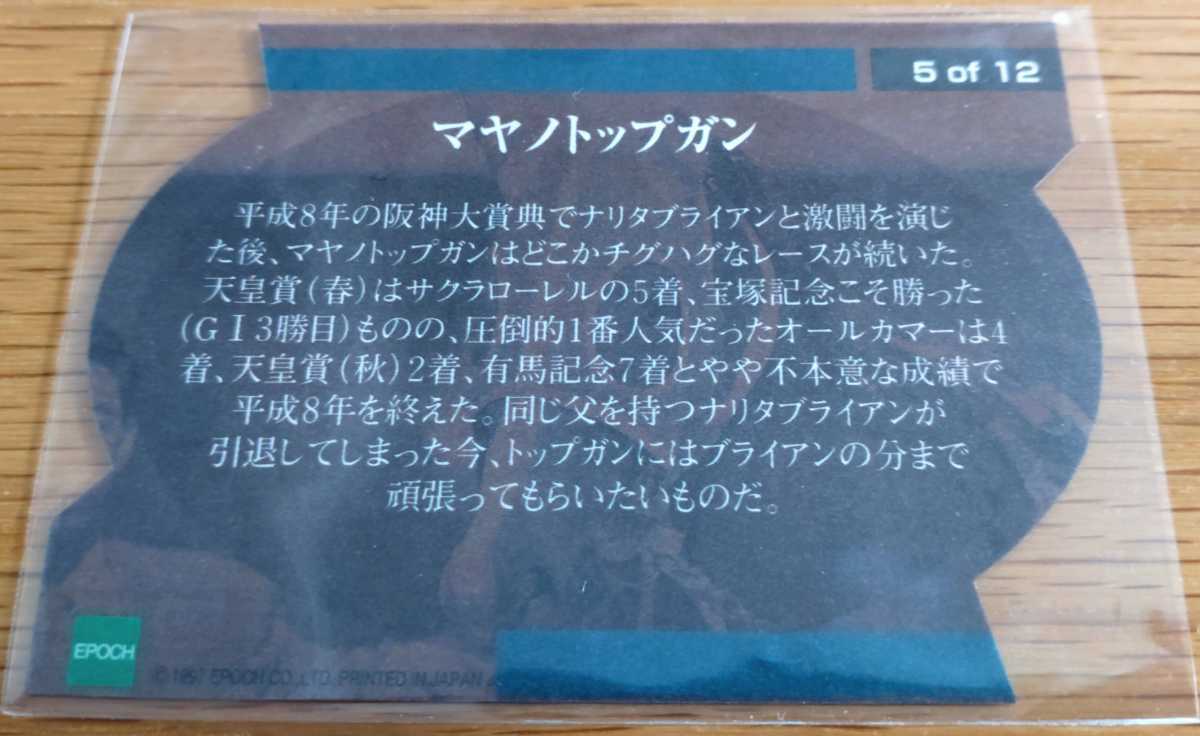 5 of 12
マヤノトップガン
平成8年の阪神大賞典でナリタブライアンと激闘を演じ
た後、マヤノトップガンはどこかチグハグなレースが続いた。
天皇賞(春)はサクラローレルの5着、宝塚記念こそ勝った
(GⅠ3勝目)ものの、圧倒的1番人気だったオールカマーは4
着、天皇賞(秋)2着、有馬記念7着とやや不本意な成績で
平成8年を終えた。同じ父を持つナリタブライアンが
引退してしまった今、トップガンにはブライアンの分まで
頑張ってもらいたいものだ。
EPOCH
© 1997 EPOCH CO., LTD. PRINTED IN JAPAN